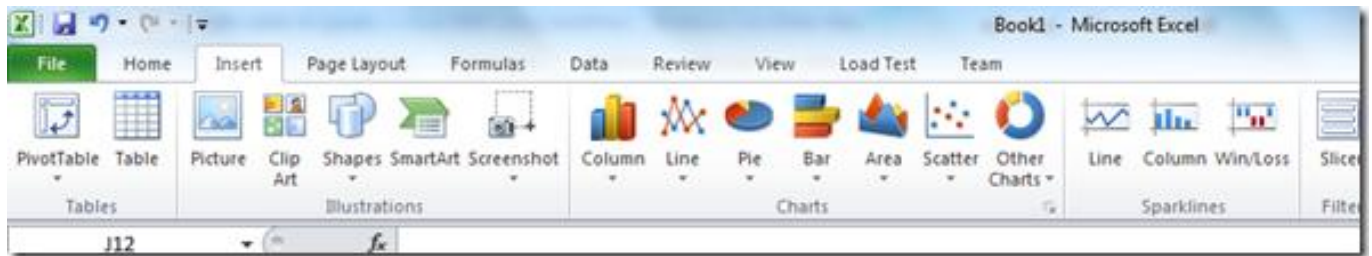 Book1 - Microsoft Excel
File Home Insert Page Layout Formulas Data Review View Load Test Team
PivotTable Table Picture Clip Art Shapes SmartArt Screenshot Column Line Pie Bar Area Scatter Other Charts Line Column Win/Loss Slicer
Tables Illustrations Charts Sparklines Filter
J12 fx